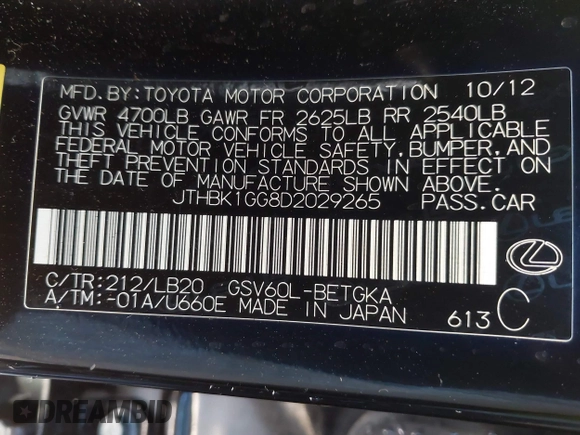 MFD.BY:TOYOTA MOTOR CORPORATION 10/12
GVWR 4700LB GAWR FR 2625LB RR 2540LB
THIS VEHICLE CONFORMS TO ALL APPLICABLE
FEDERAL MOTOR VEHICLE SAFETY,BUMPER,AND
THEFT PREVENTION STANDARDS IN EFFECT ON
THE DATE OF MANUFACTURE SHOWN ABOVE.
JTHBK1GG8D2029265 PASS.CAR
C/TR:212/LB20 GSV60L-BETGKA
A/TM:-01A/U660E MADE IN JAPAN
613 C
DREAMBID